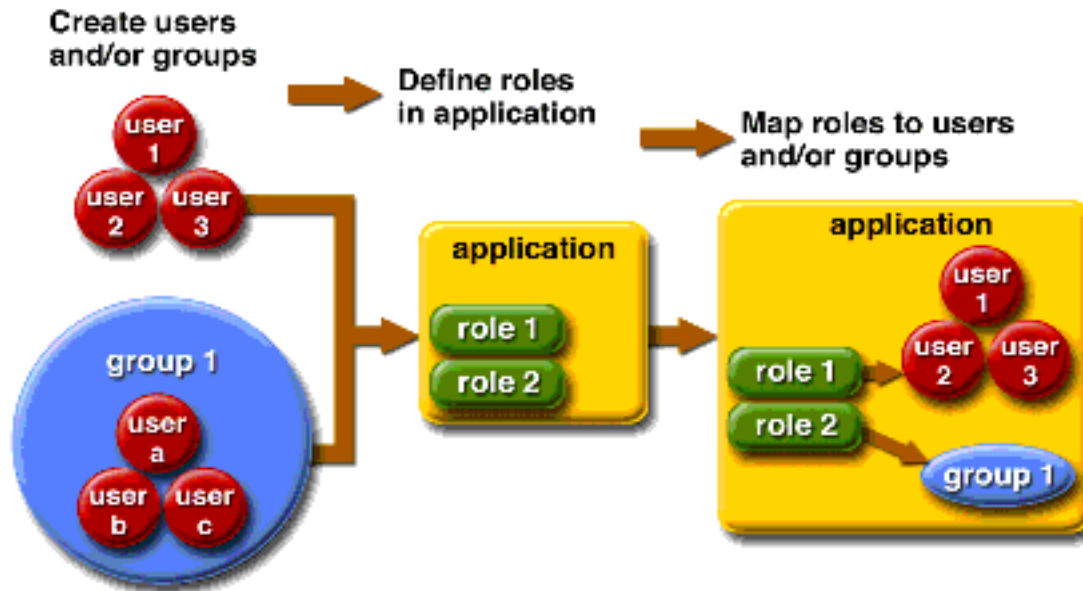 Create users
and/or groups
Define roles
in application
Map roles to users
and/or groups
user
1
user
2
user
3
group 1
user
a
user
b
user
c
application
role 1
role 2
application
user
1
user
2
user
3
role 1
role 2
group 1